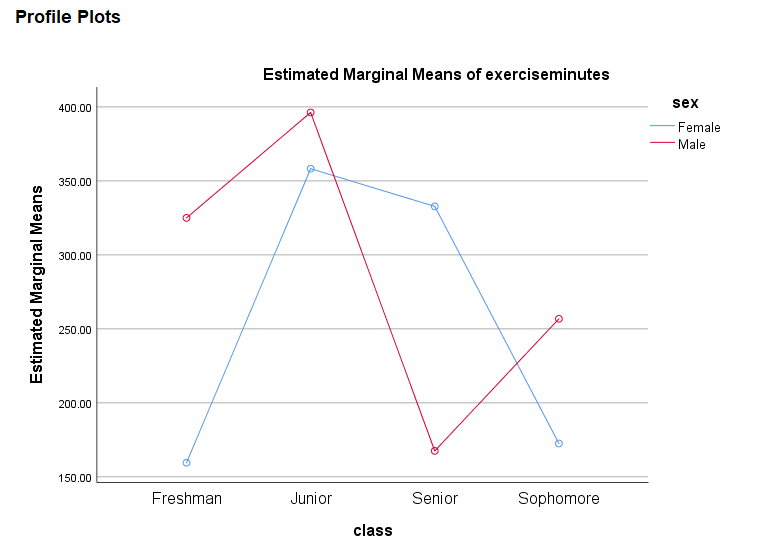 Profile Plots
Estimated Marginal Means of exerciseminutes
sex
Female
Male
Estimated Marginal Means
400.00
350.00
300.00
250.00
200.00
150.00
Freshman Junior Senior Sophomore
class